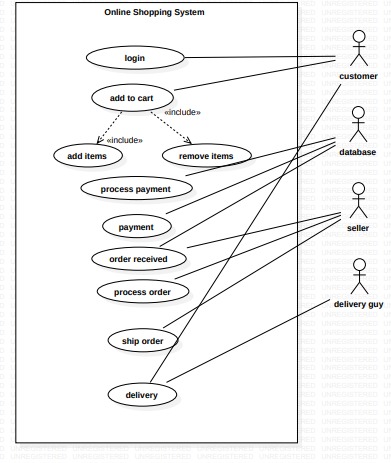 Online Shopping System
login
add to cart
«include»
«include»
add items
remove items
process payment
payment
order received
process order
ship order
delivery
customer
database
seller
delivery guy
UNREGISTERED